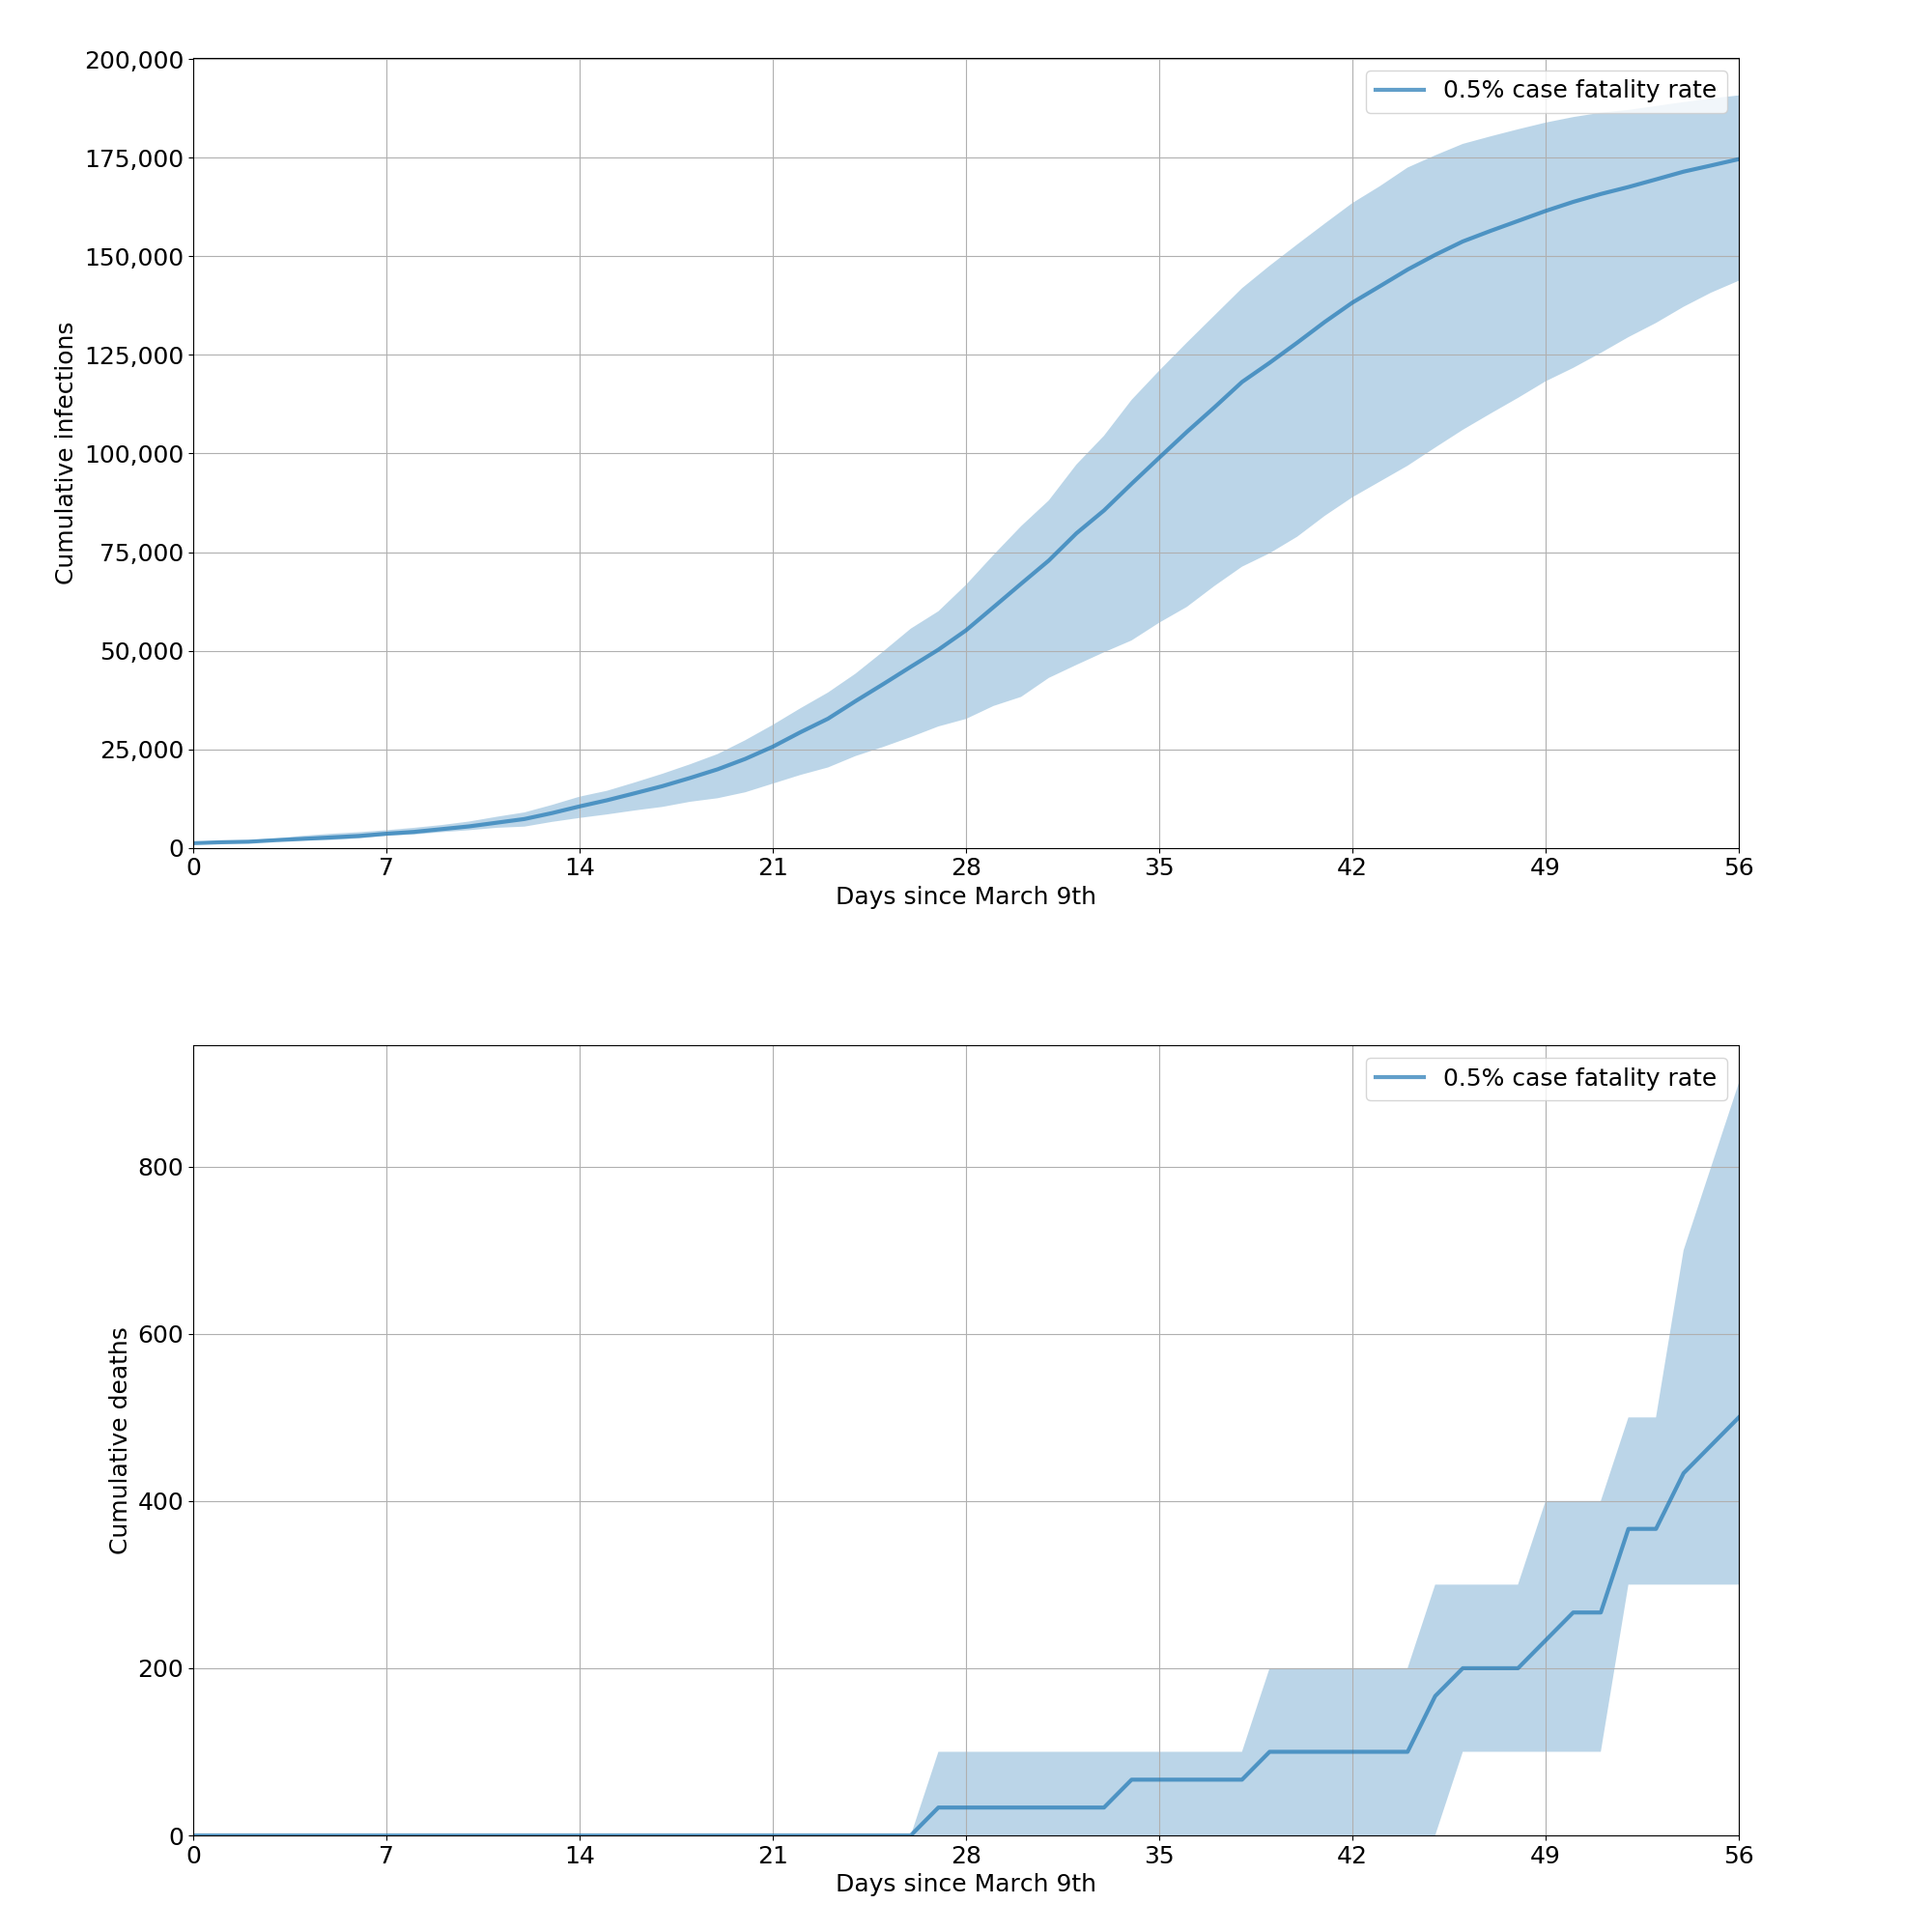 200,000
175,000
150,000
125,000
100,000
75,000
50,000
25,000
0
Cumulative infections
0.5% case fatality rate
0 7 14 21 28 35 42 49 56
Days since March 9th
800
600
400
200
0
Cumulative deaths
0.5% case fatality rate
0 7 14 21 28 35 42 49 56
Days since March 9th